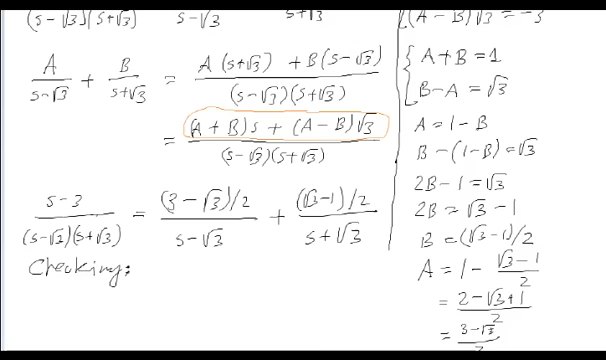 (s-√3)(s+√3) s-√3 s+√3
A/(s-√3) + B/(s+√3) = (A(s+√3) + B(s-√3))/((s-√3)(s+√3))
= ((A+B)s + (A-B)√3)/((s-√3)(s+√3))
(s-3)/((s-√3)(s+√3)) = ((3-√3)/2)/(s-√3) + ((√3-1)/2)/(s+√3)
Checking:
(A-B)√3 = -3
{ A+B=1
B-A=√3
A=1-B
B-(1-B)=√3
2B-1=√3
2B=√3-1
B=(√3-1)/2
A=1-(√3-1)/2
=(2-√3+1)/2
=(3-√3)/2